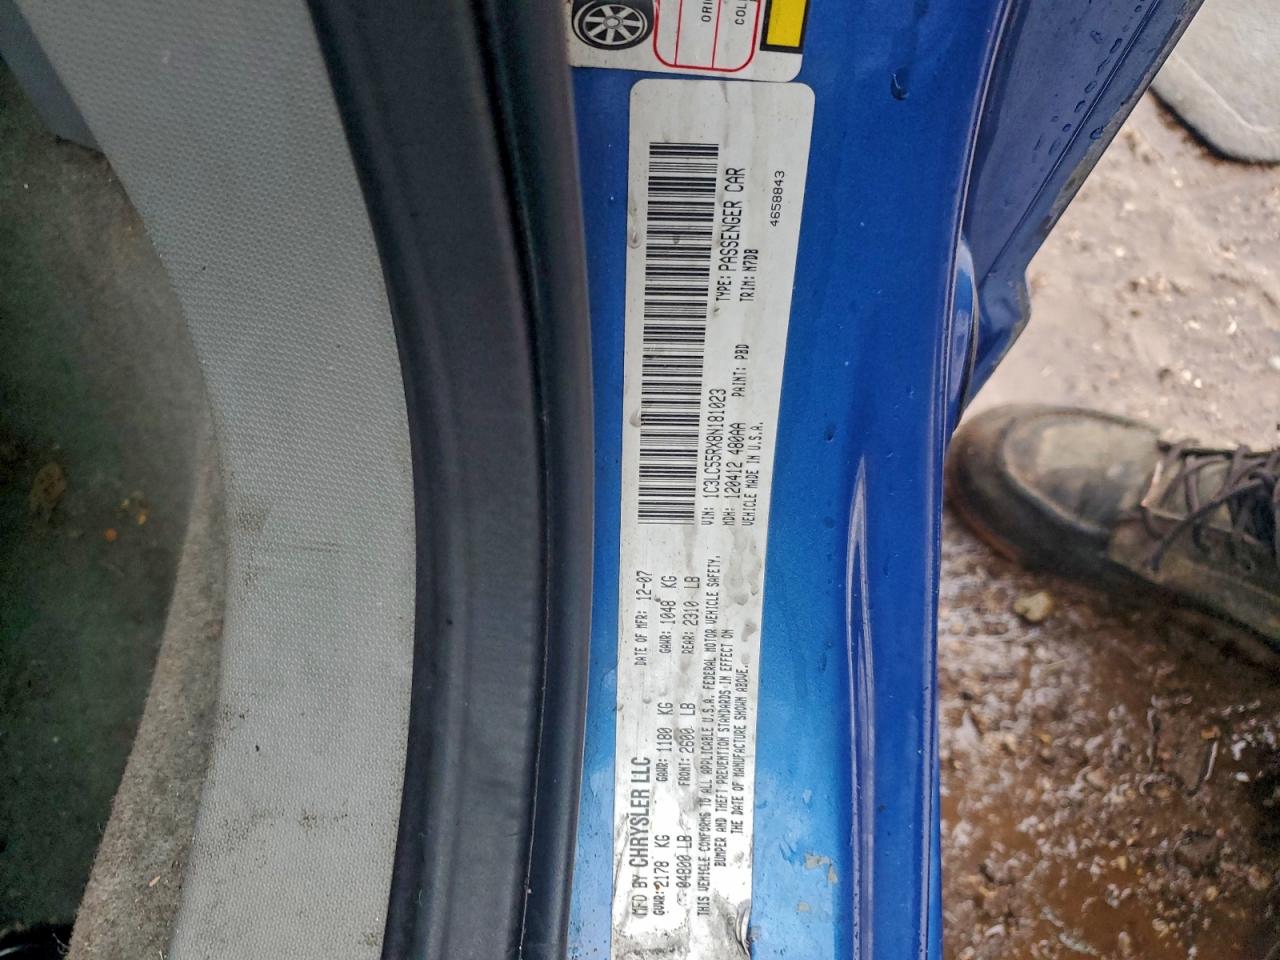 ORI
COL
MFD BY CHRYSLER LLC
DATE OF MFR: 12-07
GVWR: 2178 KG
GAWR: 1180 KG
GAWR: 1048 KG
04800 LB
FRONT: 2600 LB
REAR: 2310 LB
THIS VEHICLE CONFORMS TO ALL APPLICABLE U.S.A. FEDERAL MOTOR VEHICLE SAFETY,
BUMPER AND THEFT PREVENTION STANDARDS IN EFFECT ON
THE DATE OF MANUFACTURE SHOWN ABOVE.
VIN: 1C3LC55RX8N181023
TYPE: PASSENGER CAR
MDH: 120412 480AA
PAINT: PBD
TRIM: M7DB
VEHICLE MADE IN U.S.A.
4658843